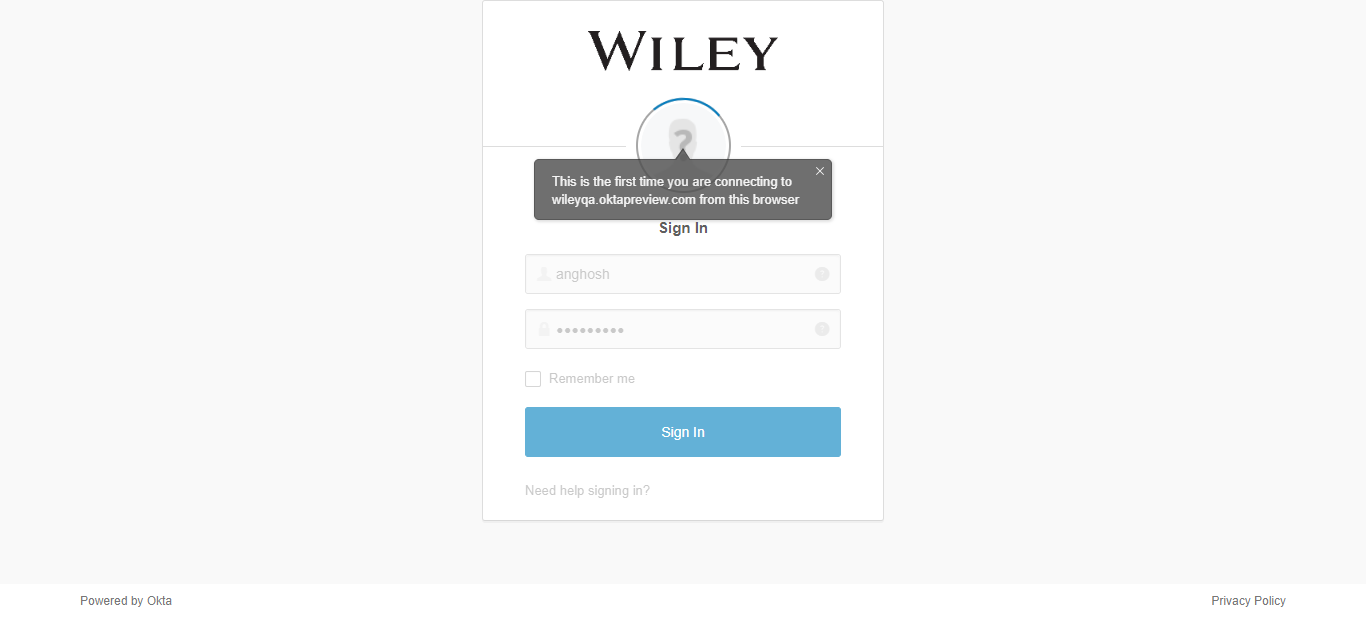 WILEY
?
This is the first time you are connecting to
wileyqa.oktapreview.com from this browser
Sign In
anghosh
•••••••••
Remember me
Sign In
Need help signing in?
Powered by Okta
Privacy Policy